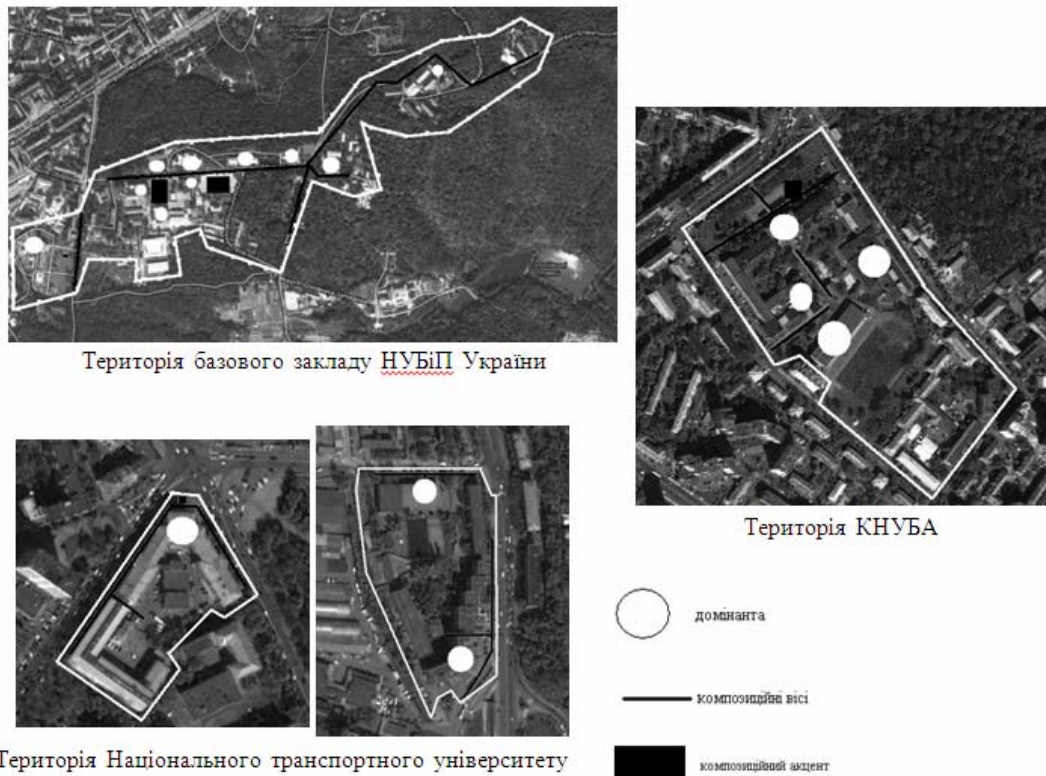 Територія базового закладу НУБіП України
Територія КНУБА
Територія Національного транспортного університету
домінанта
композиційні вісі
композиційний акцент